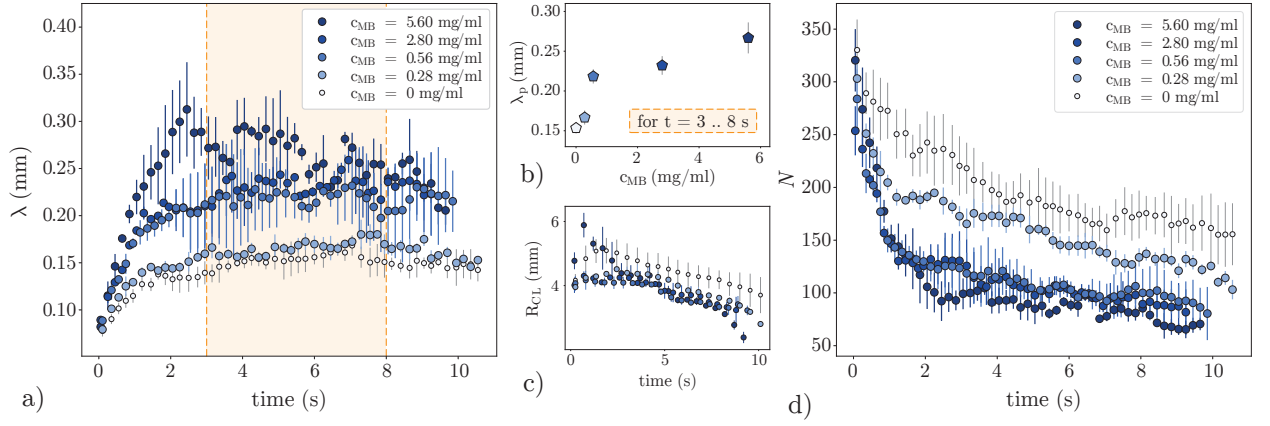 0.40
0.35
0.30
0.25
0.20
0.15
0.10
λ (mm)
0 2 4 6 8 10
time (s)
a)
c_MB = 5.60 mg/ml
c_MB = 2.80 mg/ml
c_MB = 0.56 mg/ml
c_MB = 0.28 mg/ml
c_MB = 0 mg/ml
0.35
0.30
0.25
0.20
0.15
λ_p (mm)
for t = 3 .. 8 s
0 2 4 6
c_MB (mg/ml)
b)
6
4
R_CL (mm)
0 5 10
time (s)
c)
350
300
250
200
150
100
50
N
0 2 4 6 8 10
time (s)
d)
c_MB = 5.60 mg/ml
c_MB = 2.80 mg/ml
c_MB = 0.56 mg/ml
c_MB = 0.28 mg/ml
c_MB = 0 mg/ml